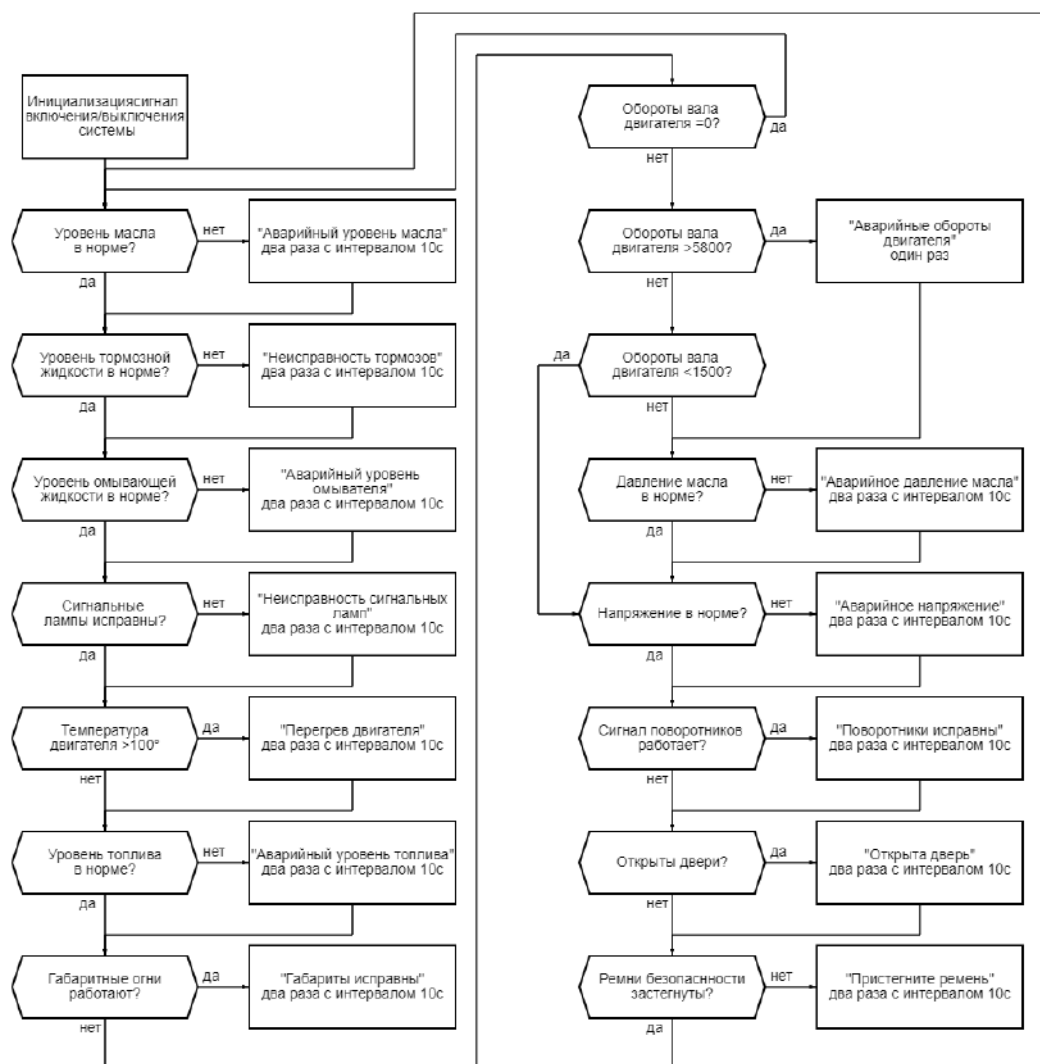 Инициализациясигнал
включения/выключения
системы
Уровень масла
в норме?
нет
"Аварийный уровень масла"
два раза с интервалом 10с
да
Уровень тормозной
жидкости в норме?
нет
"Неисправность тормозов"
два раза с интервалом 10с
да
Уровень омывающей
жидкости в норме?
нет
"Аварийный уровень
омывателя"
два раза с интервалом 10с
да
Сигнальные
лампы исправны?
нет
"Неисправность сигнальных
ламп"
два раза с интервалом 10с
да
Температура
двигателя >100°
да
"Перегрев двигателя"
два раза с интервалом 10с
нет
Уровень топлива
в норме?
нет
"Аварийный уровень топлива"
два раза с интервалом 10с
да
Габаритные огни
работают?
да
"Габариты исправны"
два раза с интервалом 10с
нет
Обороты вала
двигателя =0?
да
нет
Обороты вала
двигателя >5800?
да
"Аварийные обороты
двигателя"
один раз
нет
да
Обороты вала
двигателя <1500?
нет
Давление масла
в норме?
нет
"Аварийное давление масла"
два раза с интервалом 10с
да
Напряжение в норме?
нет
"Аварийное напряжение"
два раза с интервалом 10с
да
Сигнал поворотников
работает?
да
"Поворотники исправны"
два раза с интервалом 10с
нет
Открыты двери?
да
"Открыта дверь"
два раза с интервалом 10с
нет
Ремни безопасности
застегнуты?
нет
"Пристегните ремень"
два раза с интервалом 10с
да